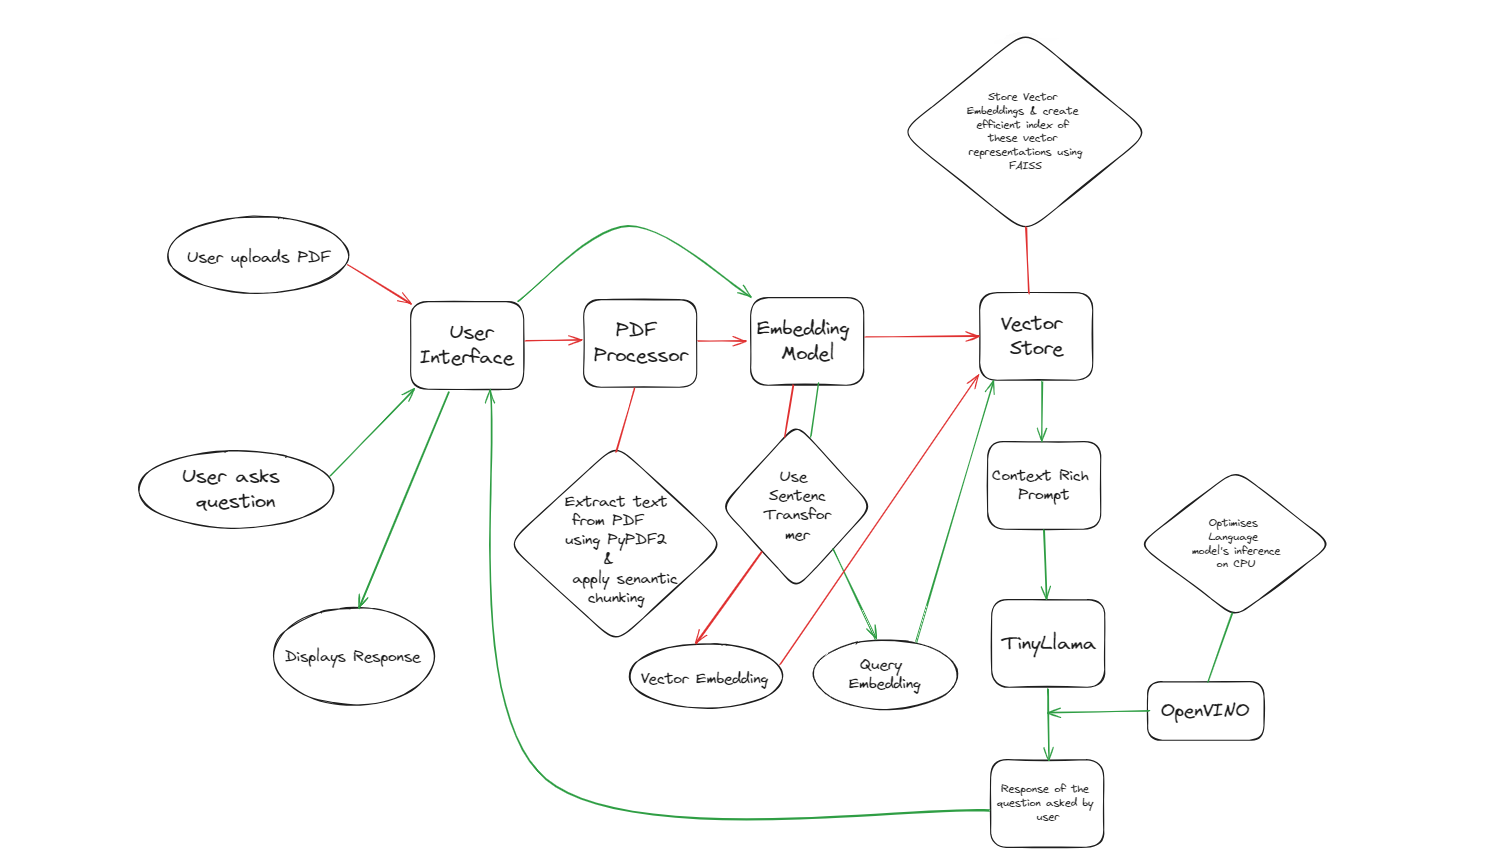 Store Vector
Embeddings & create
efficient index of
these vector
representations using
FAISS
User uploads PDF
User
Interface
PDF
Processor
Embedding
Model
Vector
Store
User asks
question
Extract text
from PDF
using PyPDF2
&
apply senantic
chunking
Use
Sentenc
Transfor
mer
Context Rich
Prompt
Optimises
Language
model's inference
on CPU
Displays Response
Vector Embedding
Query
Embedding
TinyLlama
OpenVINO
Response of the
question asked by
user